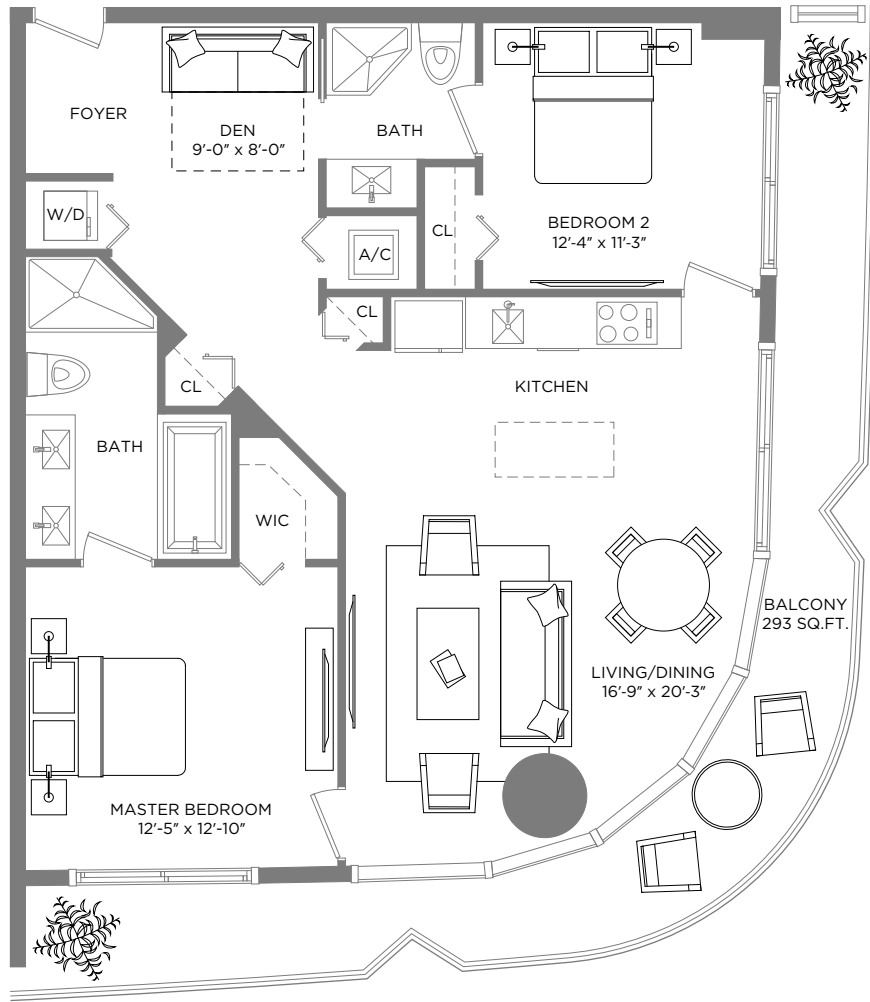 FOYER
DEN
9'-0" x 8'-0"
BATH
W/D
CL
BEDROOM 2
12'-4" x 11'-3"
A/C
CL
CL
KITCHEN
BATH
WIC
BALCONY
293 SQ.FT.
LIVING/DINING
16'-9" x 20'-3"
MASTER BEDROOM
12'-5" x 12'-10"